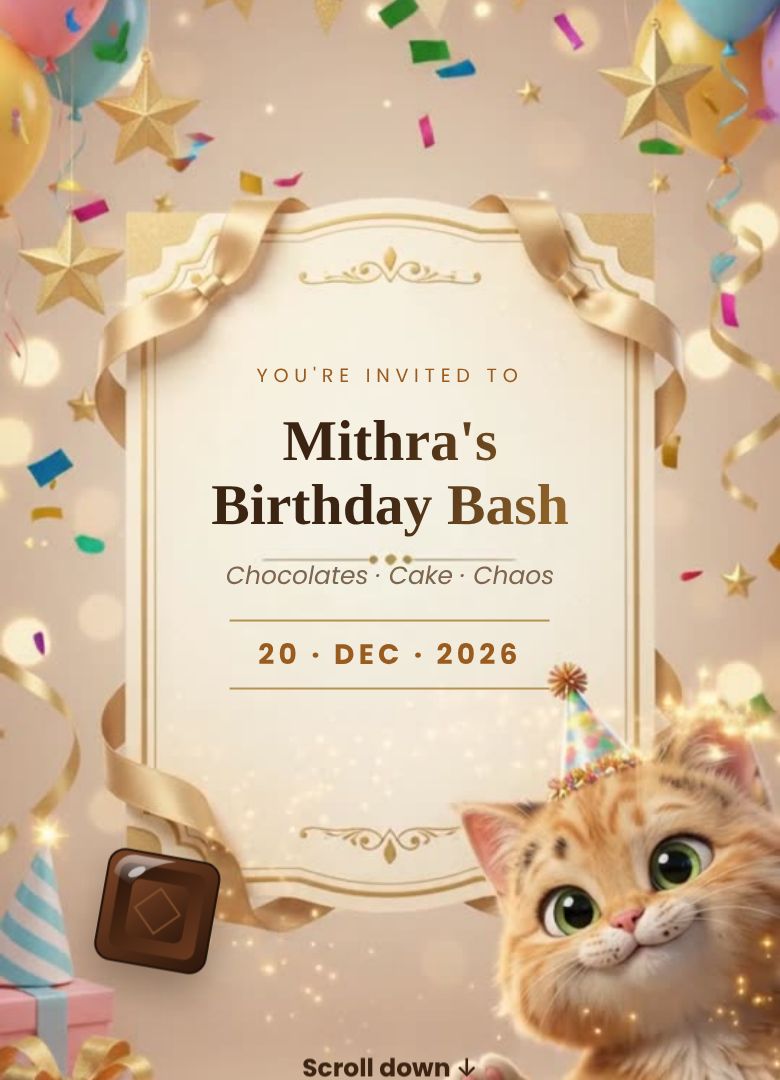 YOU'RE INVITED TO
Mithra's
Birthday Bash
Chocolates · Cake · Chaos
20 · DEC · 2026
Scroll down ↓